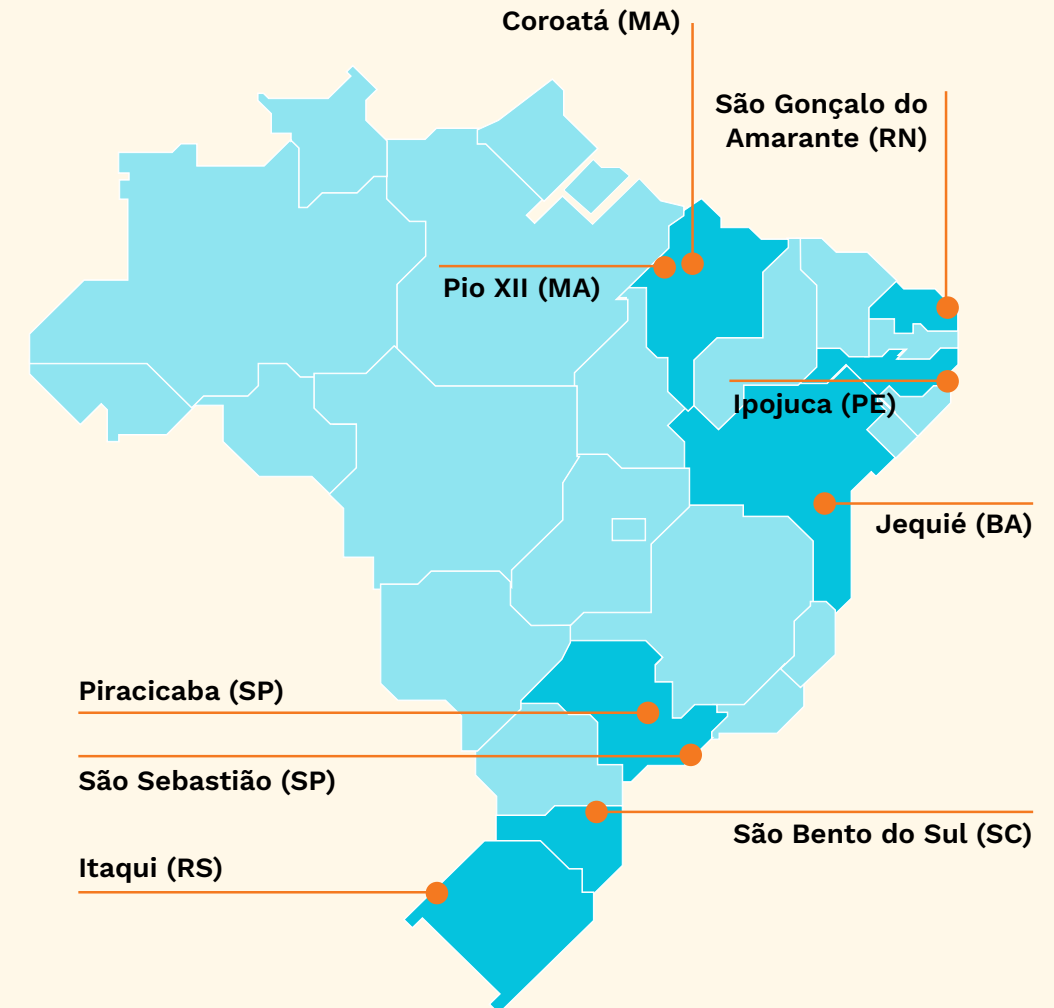 Coroatá (MA)
São Gonçalo do
Amarante (RN)
Pio XII (MA)
Ipojuca (PE)
Jequié (BA)
Piracicaba (SP)
São Sebastião (SP)
São Bento do Sul (SC)
Itaqui (RS)